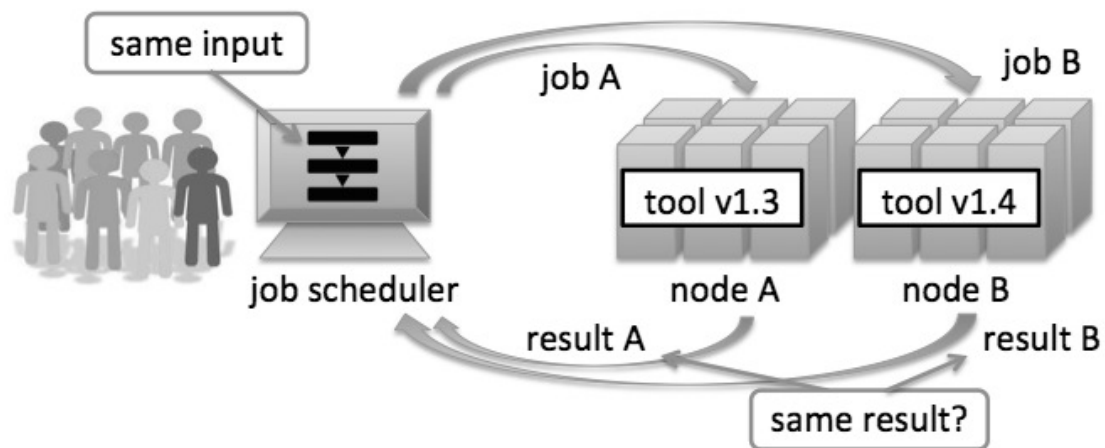 same input
job A
job B
tool v1.3
tool v1.4
job scheduler
node A
node B
result A
result B
same result?